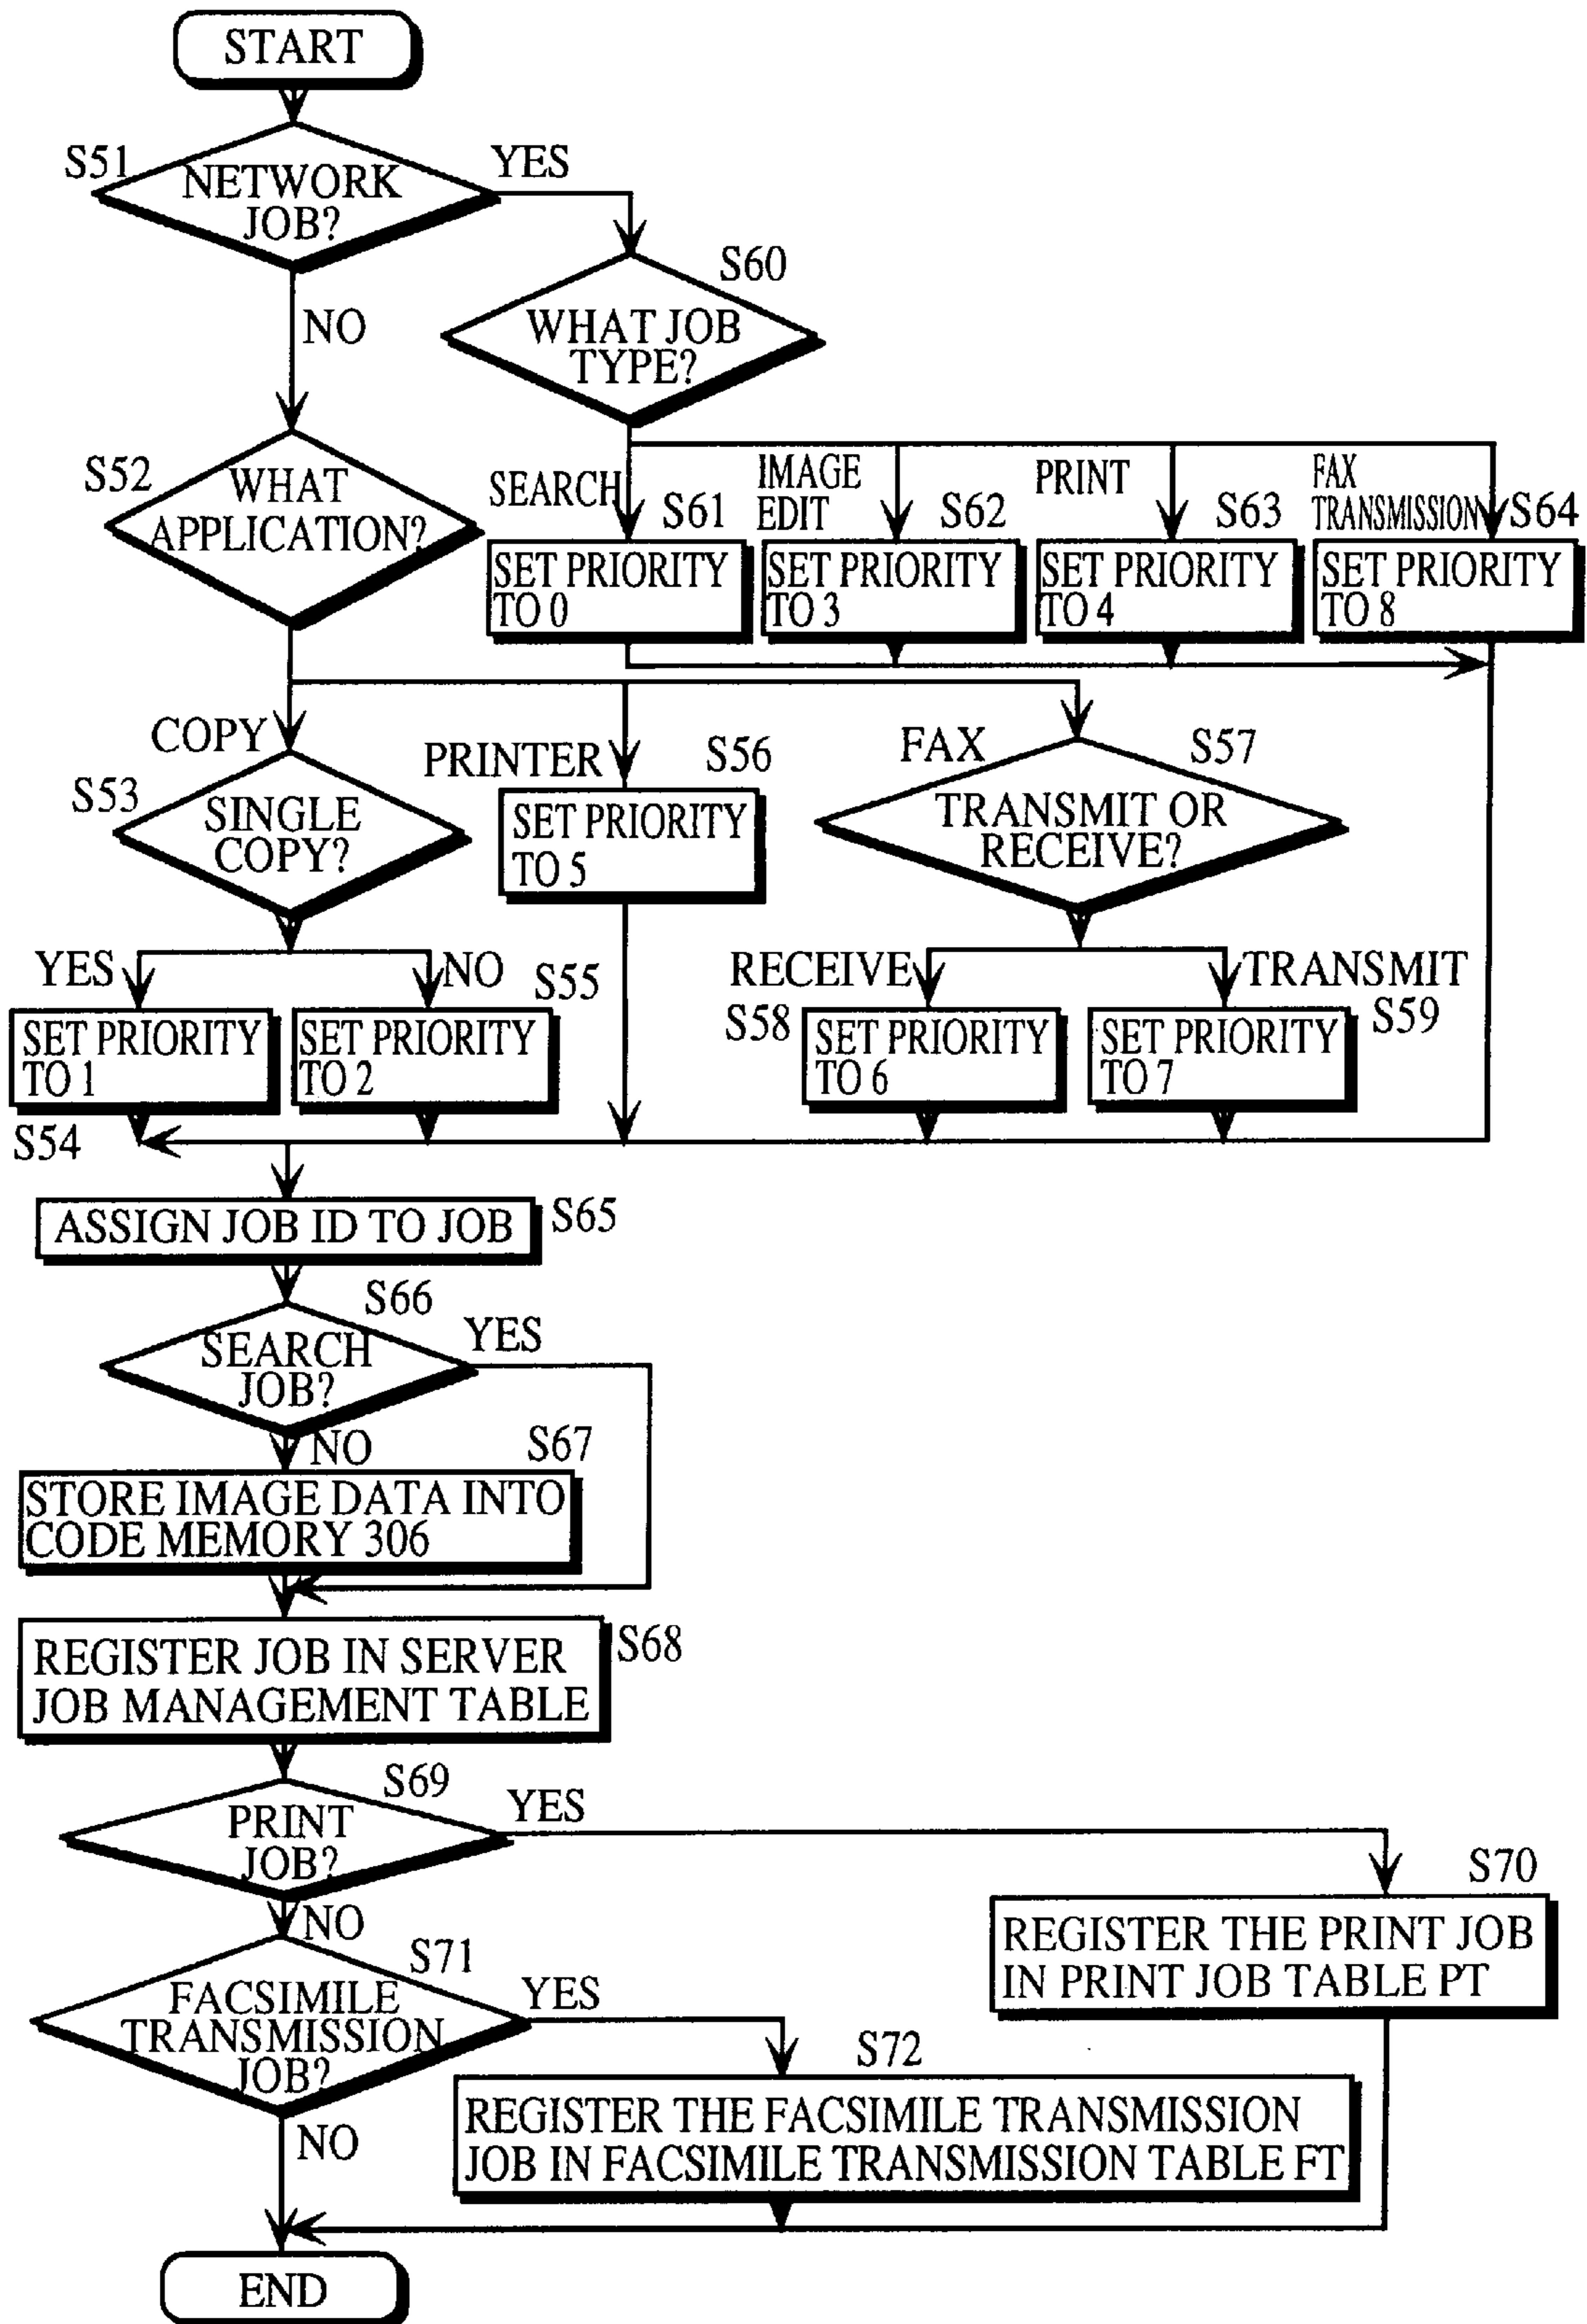 START
S51
NETWORK
JOB?
YES
NO
S60
WHAT JOB
TYPE?
S52
WHAT
APPLICATION?
SEARCH
S61
SET PRIORITY
TO 0
IMAGE
EDIT
S62
SET PRIORITY
TO 3
PRINT
S63
SET PRIORITY
TO 4
FAX
TRANSMISSION
S64
SET PRIORITY
TO 8
COPY
S53
SINGLE
COPY?
PRINTER
S56
SET PRIORITY
TO 5
FAX
S57
TRANSMIT OR
RECEIVE?
YES
SET PRIORITY
TO 1
S54
NO
S55
SET PRIORITY
TO 2
RECEIVE
S58
SET PRIORITY
TO 6
TRANSMIT
S59
SET PRIORITY
TO 7
ASSIGN JOB ID TO JOB
S65
S66
SEARCH
JOB?
YES
NO
S67
STORE IMAGE DATA INTO
CODE MEMORY 306
REGISTER JOB IN SERVER
JOB MANAGEMENT TABLE
S68
S69
PRINT
JOB?
YES
NO
S70
REGISTER THE PRINT JOB
IN PRINT JOB TABLE PT
S71
FACSIMILE
TRANSMISSION
JOB?
YES
NO
S72
REGISTER THE FACSIMILE TRANSMISSION
JOB IN FACSIMILE TRANSMISSION TABLE FT
END